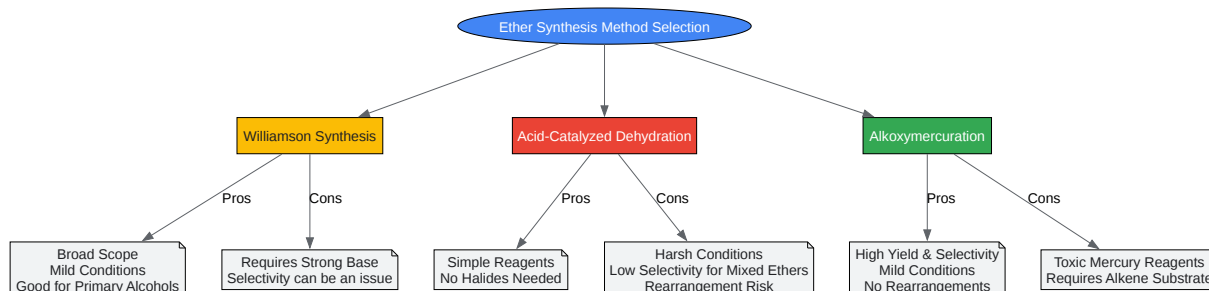 Ether Synthesis Method Selection
Williamson Synthesis
Acid-Catalyzed Dehydration
Alkoxymercuration
Pros
Cons
Pros
Cons
Pros
Cons
Broad Scope
Mild Conditions
Good for Primary Alcohols
Requires Strong Base
Selectivity can be an issue
Simple Reagents
No Halides Needed
Harsh Conditions
Low Selectivity for Mixed Ethers
Rearrangement Risk
High Yield & Selectivity
Mild Conditions
No Rearrangements
Toxic Mercury Reagents
Requires Alkene Substrate